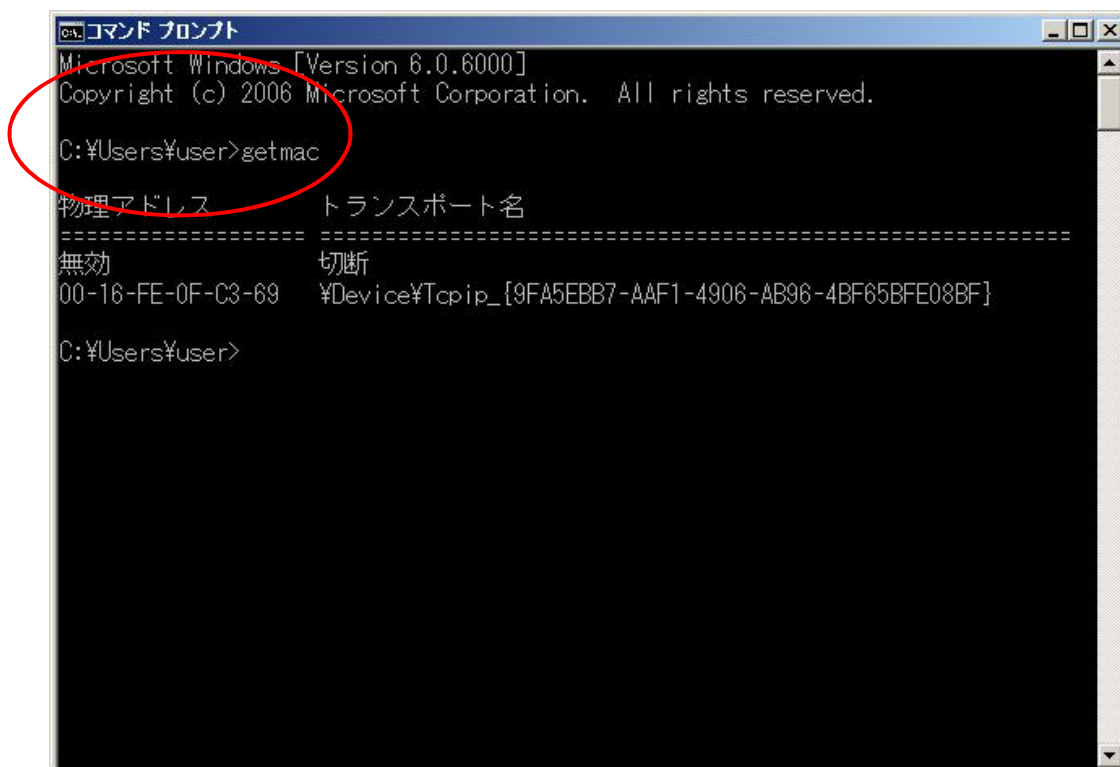 コマンド プロンプト
Microsoft Windows [Version 6.0.6000]
Copyright (c) 2006 Microsoft Corporation.  All rights reserved.
C:¥Users¥user>getmac
物理アドレス        トランスポート名
=================== ==========================================================
無効                切断
00-16-FE-0F-C3-69   ¥Device¥Tcpip_{9FA5EBB7-AAF1-4906-AB96-4BF65BFE08BF}
C:¥Users¥user>